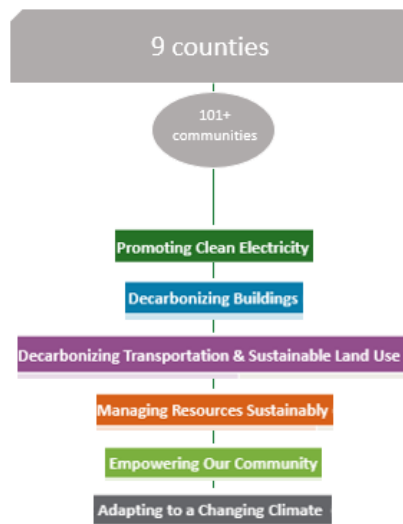 9 counties
101+
communities
Promoting Clean Electricity
Decarbonizing Buildings
Decarbonizing Transportation & Sustainable Land Use
Managing Resources Sustainably
Empowering Our Community
Adapting to a Changing Climate